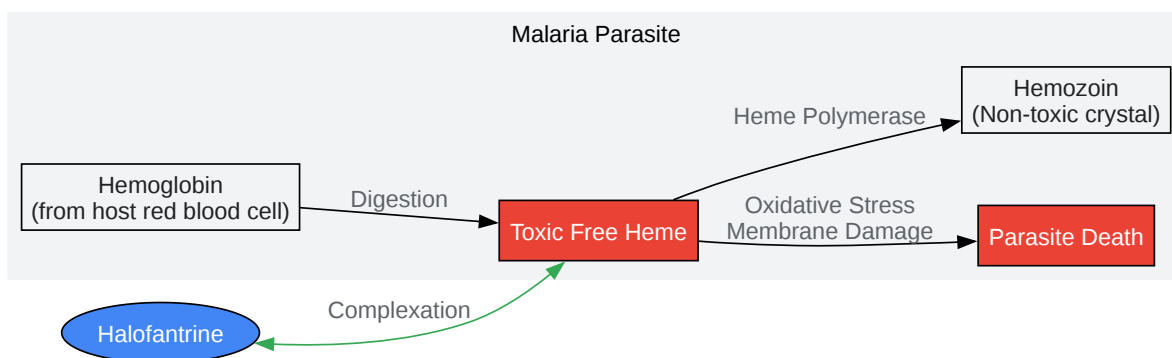 Malaria Parasite
Hemozoin
(Non-toxic crystal)
Heme Polymerase
Hemoglobin
(from host red blood cell)
Digestion
Toxic Free Heme
Oxidative Stress
Membrane Damage
Parasite Death
Complexation
Halofantrine